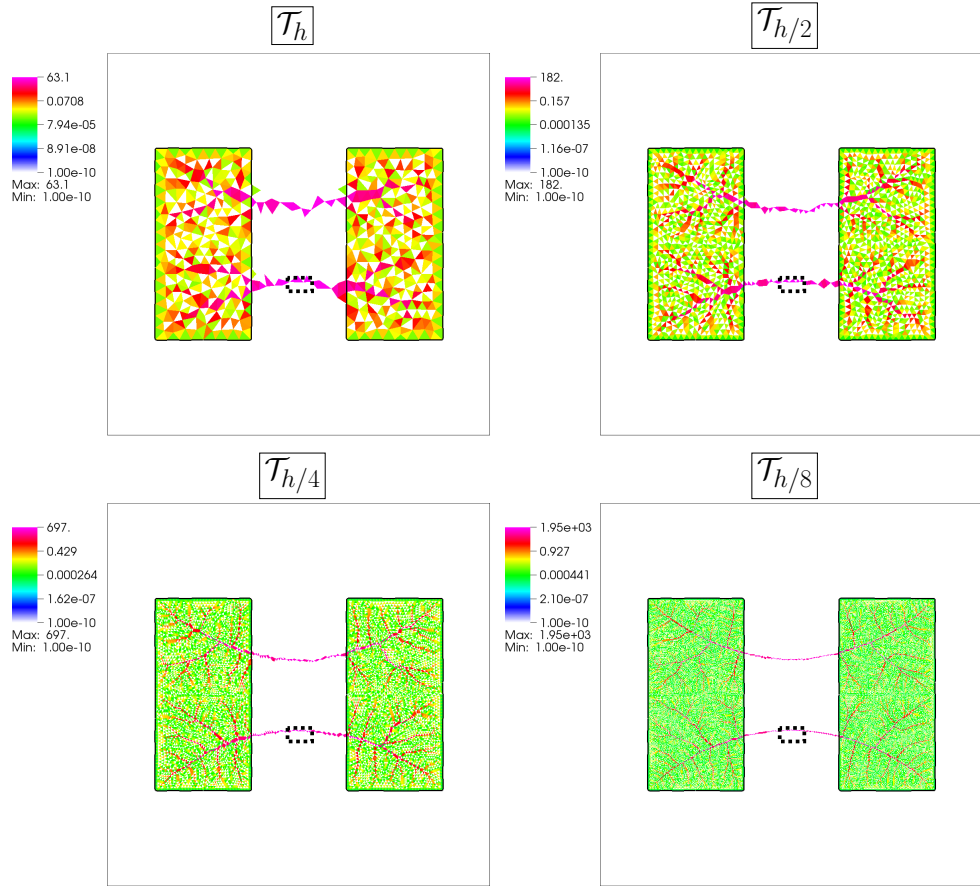 𝒯h
63.1
0.0708
7.94e-05
8.91e-08
1.00e-10
Max: 63.1
Min: 1.00e-10
𝒯h/2
182.
0.157
0.000135
1.16e-07
1.00e-10
Max: 182.
Min: 1.00e-10
𝒯h/4
697.
0.429
0.000264
1.62e-07
1.00e-10
Max: 697.
Min: 1.00e-10
𝒯h/8
1.95e+03
0.927
0.000441
2.10e-07
1.00e-10
Max: 1.95e+03
Min: 1.00e-10